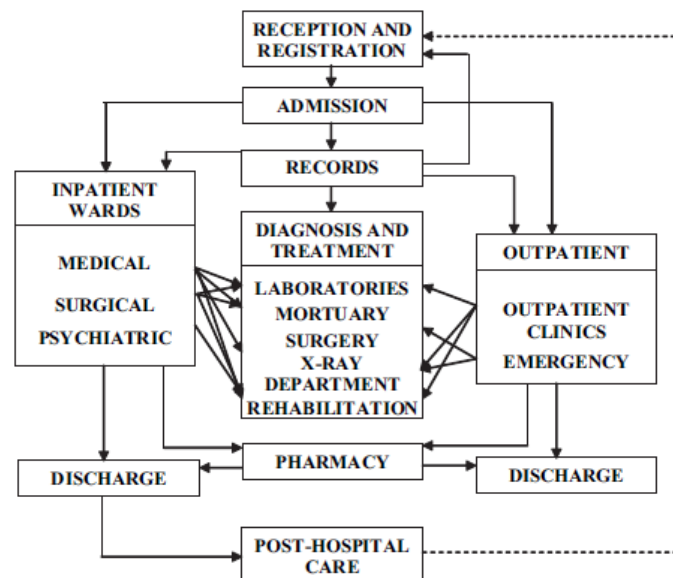 RECEPTION AND
REGISTRATION
ADMISSION
RECORDS
INPATIENT
WARDS
MEDICAL
SURGICAL
PSYCHIATRIC
DIAGNOSIS AND
TREATMENT
LABORATORIES
MORTUARY
SURGERY
X-RAY
DEPARTMENT
REHABILITATION
OUTPATIENT
OUTPATIENT
CLINICS
EMERGENCY
PHARMACY
DISCHARGE
DISCHARGE
POST-HOSPITAL
CARE